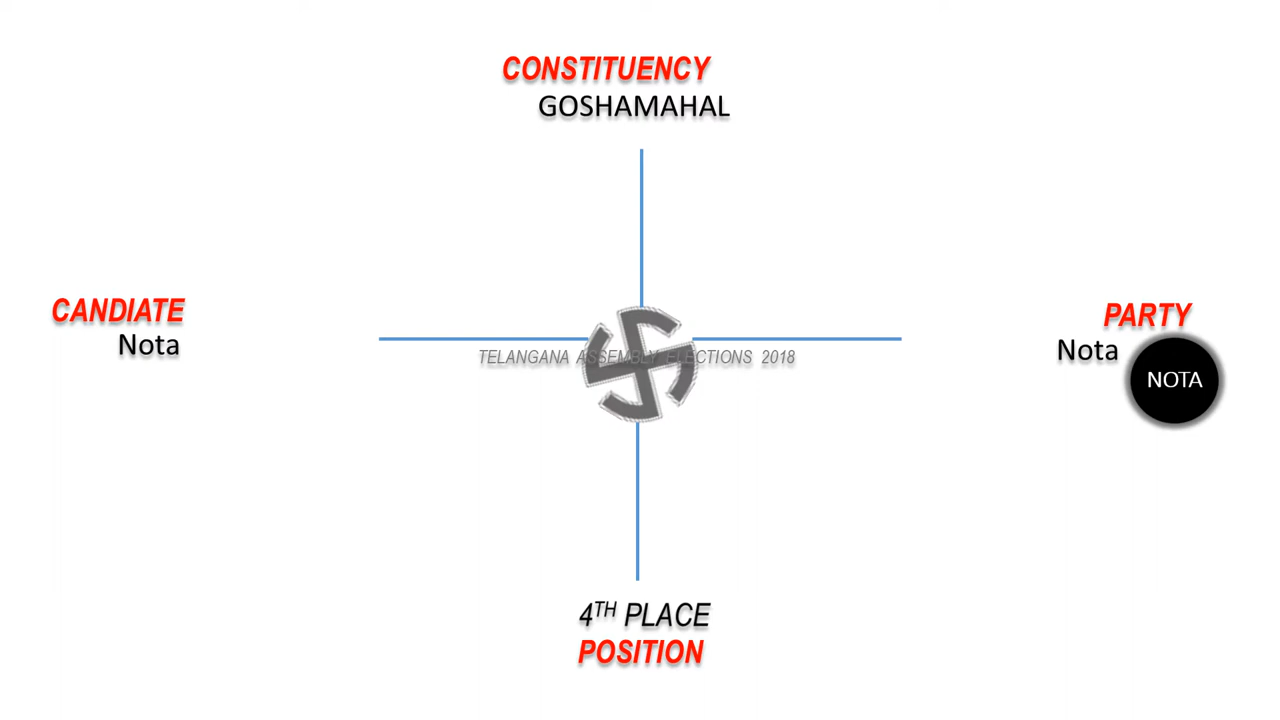 CONSTITUENCY
GOSHAMAHAL
CANDIATE
Nota
PARTY
Nota
NOTA
TELANGANA ASSEMBLY ELECTIONS 2018
4TH PLACE
POSITION